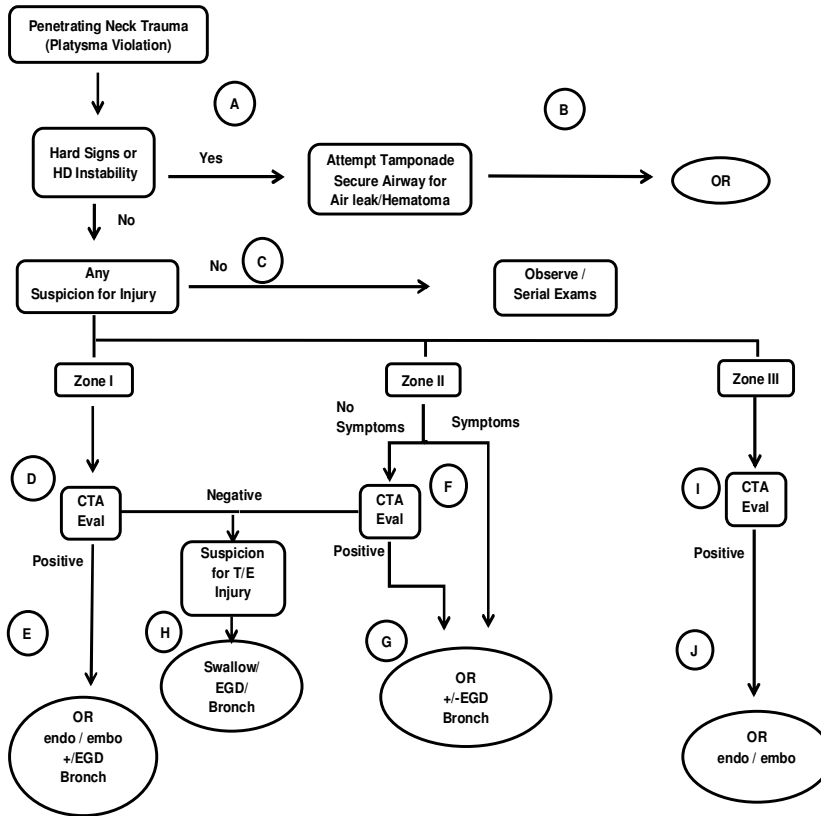 Penetrating Neck Trauma
(Platysma Violation)
A
B
Hard Signs or
HD Instability
Yes
Attempt Tamponade
Secure Airway for
Air leak/Hematoma
OR
No
Any
Suspicion for Injury
No
C
Observe /
Serial Exams
Zone I
Zone II
Zone III
No
Symptoms
Symptoms
D
CTA
Eval
Negative
CTA
Eval
F
I
CTA
Eval
Positive
Suspicion
for T/E
Injury
Positive
Positive
E
H
Swallow/
EGD/
Bronch
G
OR
+/-EGD
Bronch
J
OR
endo / embo
+/EGD
Bronch
OR
endo / embo